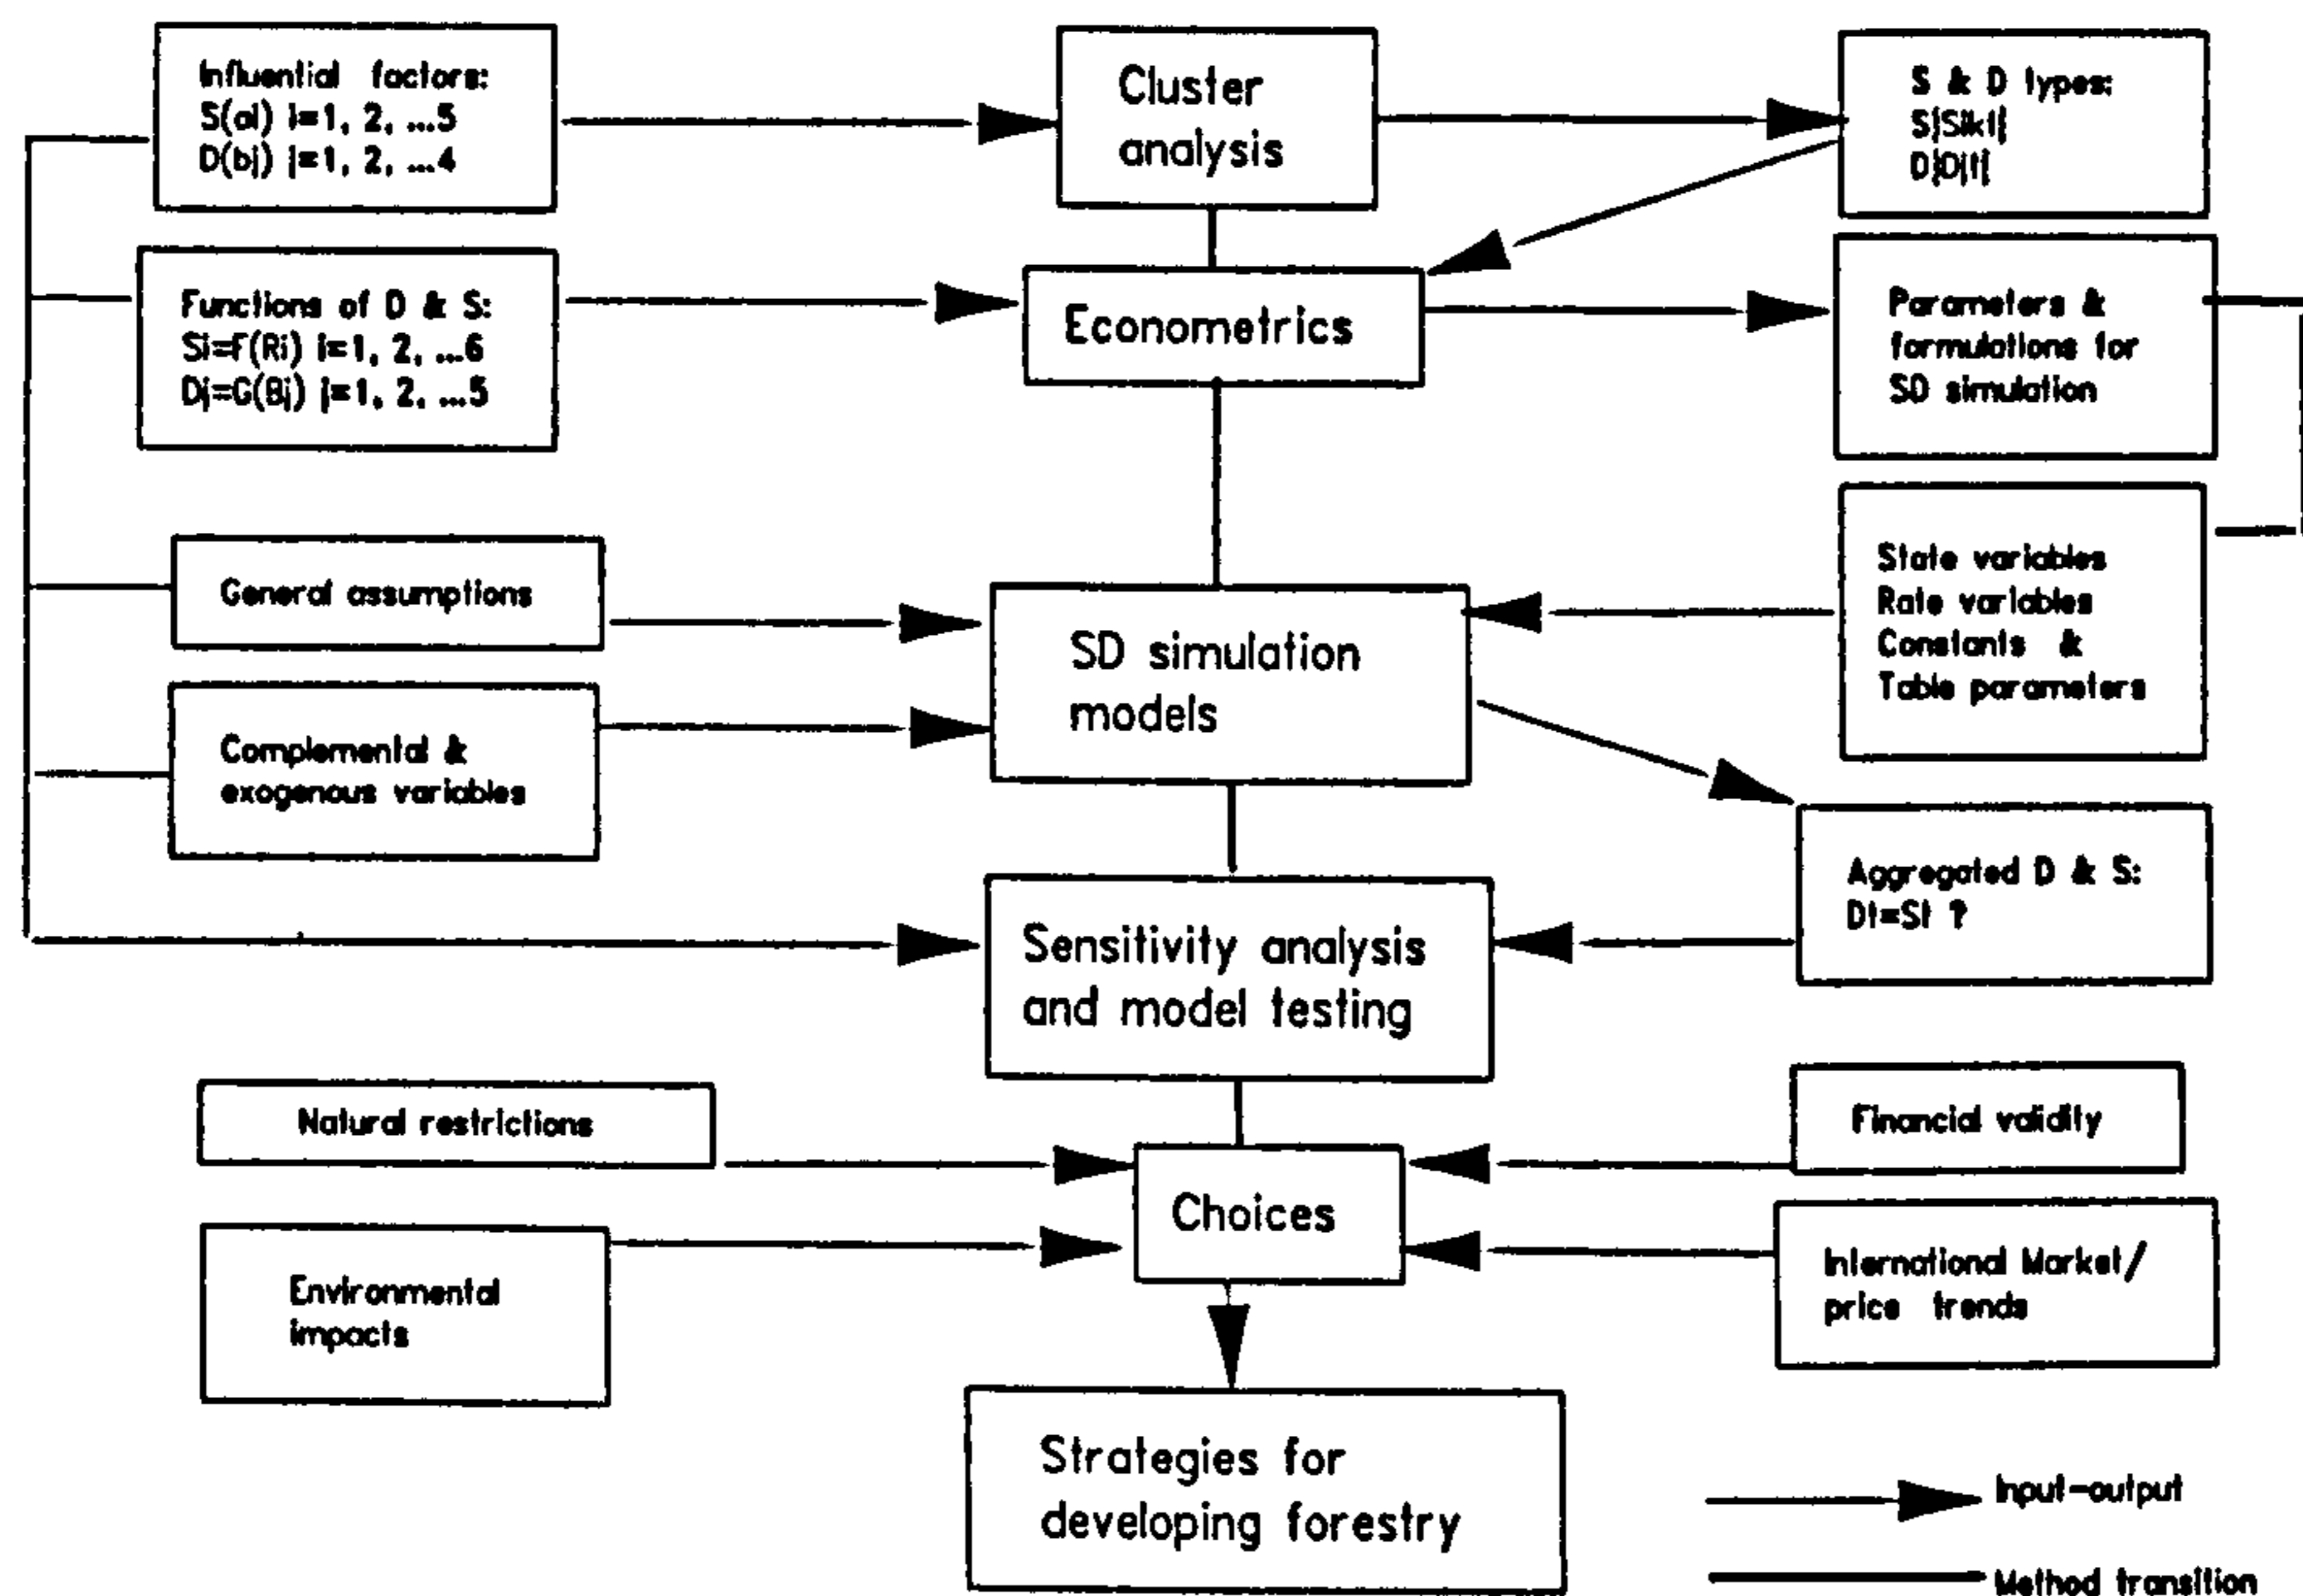 Influential factors:
S(ai) i=1, 2, ...5
D(bj) j=1, 2, ...4
Cluster
analysis
S & D types:
Functions of D & S:
Si=F(Ri) i=1, 2, ...6
Dj=G(Bj) j=1, 2, ...5
Econometrics
Parameters &
formulations for
SD simulation
General assumptions
SD simulation
models
State variables
Rate variables
Constants &
Table parameters
Complemental &
exogenous variables
Aggregated D & S:
Dt=St ?
Sensitivity analysis
and model testing
Natural restrictions
Financial validity
Choices
Environmental
impacts
International Market/
price trends
Strategies for
developing forestry
Input-output
Method transition